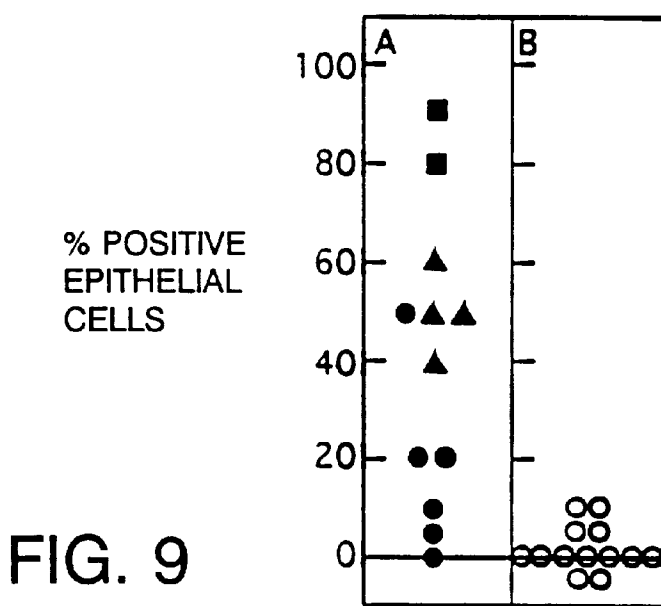 A
B
100
80
60
40
20
0
% POSITIVE
EPITHELIAL
CELLS
FIG. 9